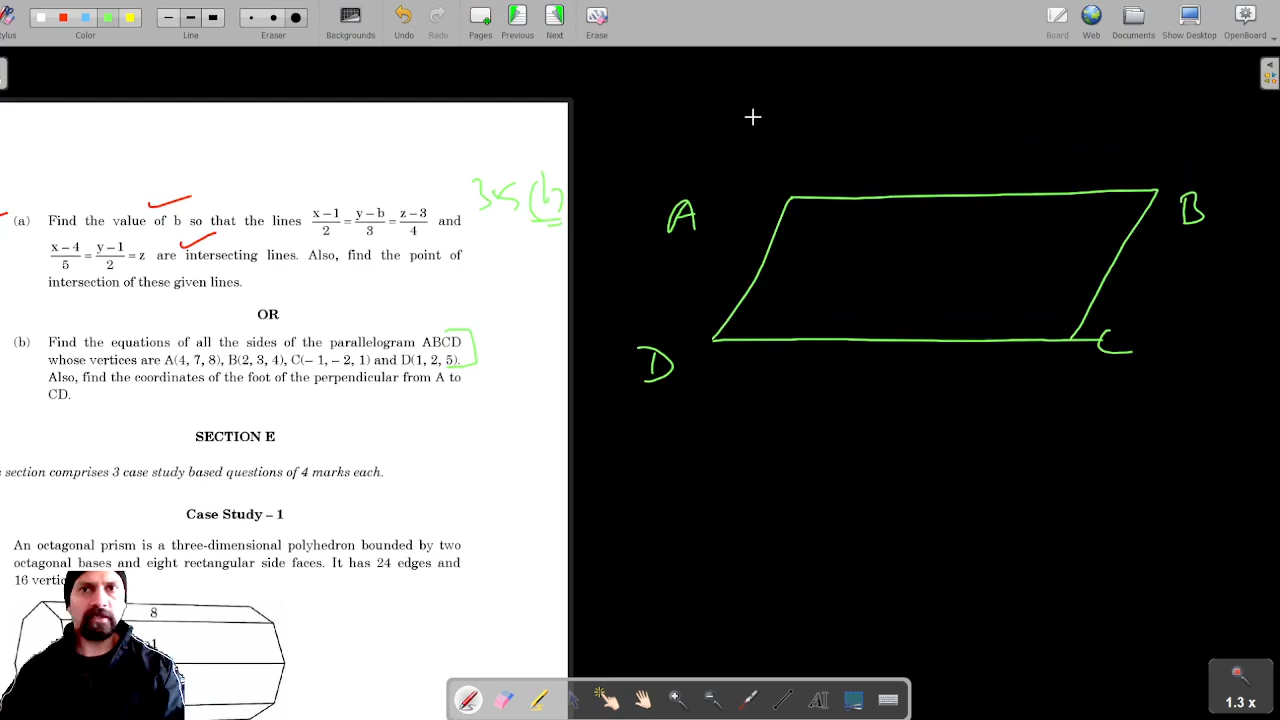 Stylus
Color
Line
Eraser
Backgrounds
Undo
Redo
Pages
Previous
Next
Erase
Board
Web
Documents
Show Desktop
OpenBoard
(a) Find the value of b so that the lines x−1/2 = y−b/3 = z−3/4 and
x−4/5 = y−1/2 = z are intersecting lines. Also, find the point of
intersection of these given lines.
OR
(b) Find the equations of all the sides of the parallelogram ABCD
whose vertices are A(4, 7, 8), B(2, 3, 4), C(− 1, − 2, 1) and D(1, 2, 5).
Also, find the coordinates of the foot of the perpendicular from A to
CD.
SECTION E
section comprises 3 case study based questions of 4 marks each.
Case Study – 1
An octagonal prism is a three-dimensional polyhedron bounded by two
octagonal bases and eight rectangular side faces. It has 24 edges and
16
8
1
(b)
A
B
D
C
1.3 x